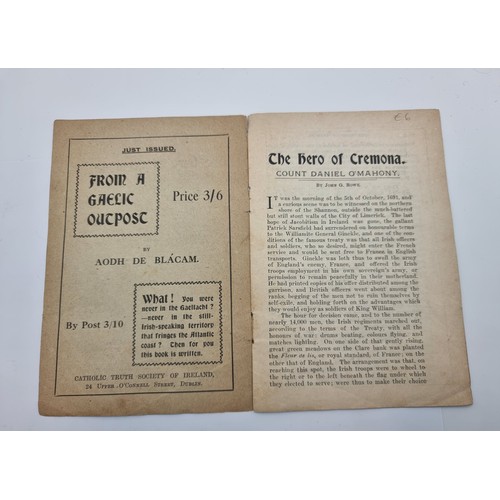 JUST ISSUED.
FROM A
GAELIC
OUTPOST
Price 3/6
BY
AODH DE BLÁCAM.
What! You were
never in the Gaeltacht?
—never in the still-
Irish-speaking territory
that fringes the Atlantic
coast? Then for you
this book is written.
By Post 3/10
CATHOLIC TRUTH SOCIETY OF IRELAND,
24 UPPER O'CONNELL STREET, DUBLIN.
£6
The Hero of Cremona.
COUNT DANIEL O'MAHONY.
BY JOHN G. ROWE.
IT was the morning of the 5th of October, 1691, and
a curious scene was to be witnessed on the northern
shore of the Shannon, outside the much-battered
but still stout walls of the City of Limerick. The last
hope of Jacobitism in Ireland was gone, the gallant
Patrick Sarsfield had surrendered on honourable terms
to the Williamite General Ginckle, and one of the con-
ditions of the famous treaty was that all Irish officers
and soldiers, who so desired, might enter the French
service and would be sent free to France in English
transports. Ginckle was both thus to swell the army
of England's enemy, France, and offered the Irish
troops employment in his own sovereign's army, or
permission to remain peacefully in their motherland.
He had printed copies of his offer distributed among the
garrison, and British officers went about among the
ranks begging of the men not to ruin themselves by
self-exile, and holding forth on the advantages which
they would enjoy as soldiers of King William.
The hour for decision came, and to the number of
nearly 14,000 men, the Irish regiments marched out,
according to the terms of the Treaty, with all the
honours of war; drums beating, colours flying, and
matches lighting. On one side of that gently rising,
great green meadows on the Clare bank was planted
the Fleur de lis, or royal standard, of France; on the
other that of England. The arrangement was that, on
reaching this spot, the Irish troops were to wheel to
the right or to the left beneath the flag under which
they elected to serve; were thus to make their choice